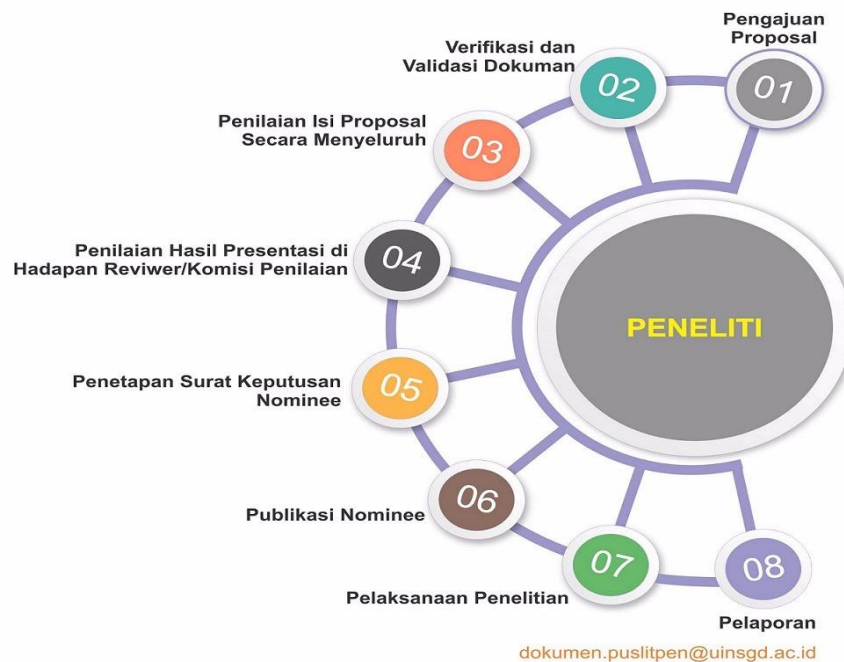 Pengajuan
Proposal
01
Verifikasi dan
Validasi Dokuman
02
Penilaian Isi Proposal
Secara Menyeluruh
03
Penilaian Hasil Presentasi di
Hadapan Reviwer/Komisi Penilaian
04
PENELITI
Penetapan Surat Keputusan
Nominee
05
Publikasi Nominee
06
Pelaksanaan Penelitian
07
08
Pelaporan
dokumen.puslitpen@uinsgd.ac.id